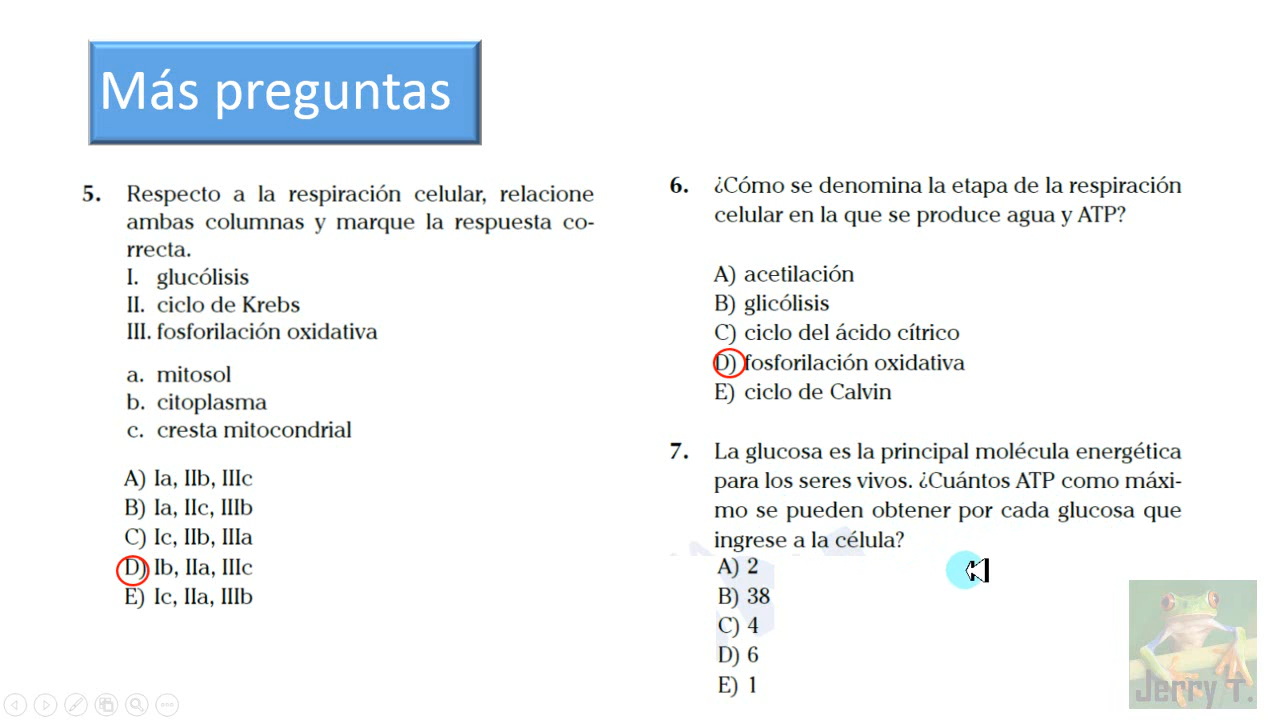 Más preguntas
5. Respecto a la respiración celular, relacione
ambas columnas y marque la respuesta co-
rrecta.
I. glucólisis
II. ciclo de Krebs
III. fosforilación oxidativa
a. mitosol
b. citoplasma
c. cresta mitocondrial
A) Ia, IIb, IIIc
B) Ia, IIc, IIIb
C) Ic, IIb, IIIa
D) Ib, IIa, IIIc
E) Ic, IIa, IIIb
6. ¿Cómo se denomina la etapa de la respiración
celular en la que se produce agua y ATP?
A) acetilación
B) glicólisis
C) ciclo del ácido cítrico
D) fosforilación oxidativa
E) ciclo de Calvin
7. La glucosa es la principal molécula energética
para los seres vivos. ¿Cuántos ATP como máxi-
mo se pueden obtener por cada glucosa que
ingrese a la célula?
A) 2
B) 38
C) 4
D) 6
E) 1
Jerry T.